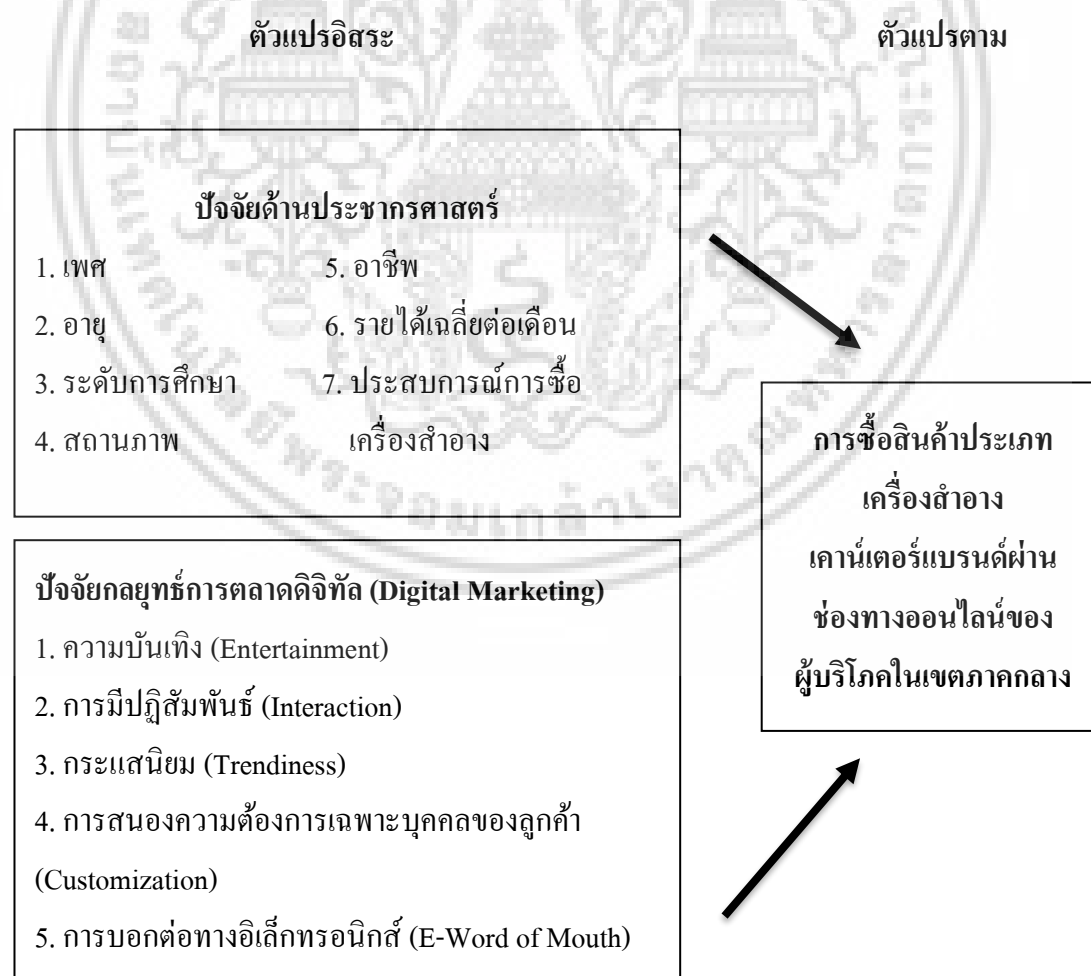 ตัวแปรอิสระ
ตัวแปรตาม
ปัจจัยด้านประชากรศาสตร์
1. เพศ
2. อายุ
3. ระดับการศึกษา
4. สถานภาพ
5. อาชีพ
6. รายได้เฉลี่ยต่อเดือน
7. ประสบการณ์การซื้อ
เครื่องสำอาง
การซื้อสินค้าประเภท
เครื่องสำอาง
เคาน์เตอร์แบรนด์ผ่าน
ช่องทางออนไลน์ของ
ผู้บริโภคในเขตภาคกลาง
ปัจจัยกลยุทธ์การตลาดดิจิทัล (Digital Marketing)
1. ความบันเทิง (Entertainment)
2. การมีปฏิสัมพันธ์ (Interaction)
3. กระแสนิยม (Trendiness)
4. การสนองความต้องการเฉพาะบุคคลของลูกค้า
(Customization)
5. การบอกต่อทางอิเล็กทรอนิกส์ (E-Word of Mouth)